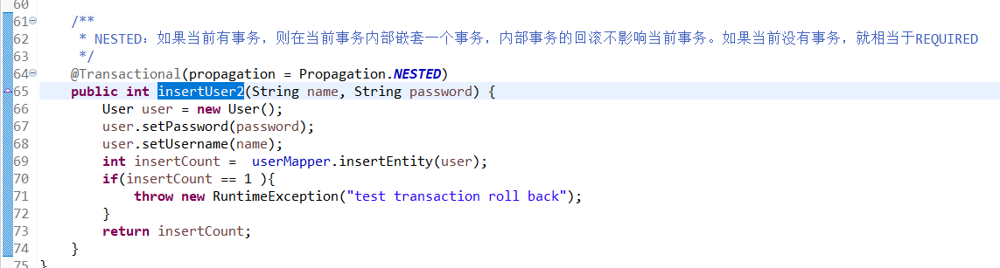 60
61 /**
62 * NESTED：如果当前有事务，则在当前事务内部嵌套一个事务，内部事务的回滚不影响当前事务。如果当前没有事务，就相当于REQUIRED
63 */
64 @Transactional(propagation = Propagation.NESTED)
65 public int insertUser2(String name, String password) {
66 User user = new User();
67 user.setPassword(password);
68 user.setUsername(name);
69 int insertCount =  userMapper.insertEntity(user);
70 if(insertCount == 1 ){
71 throw new RuntimeException("test transaction roll back");
72 }
73 return insertCount;
74 }
75 }